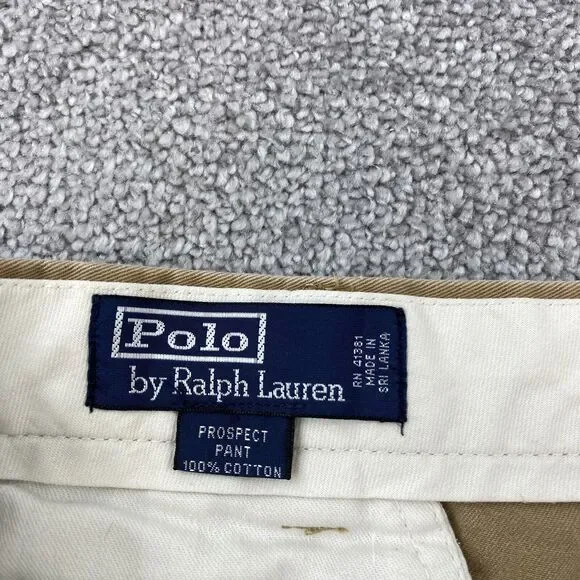 Polo
by Ralph Lauren
RN 41381
MADE IN
SRI LANKA
PROSPECT
PANT
100% COTTON